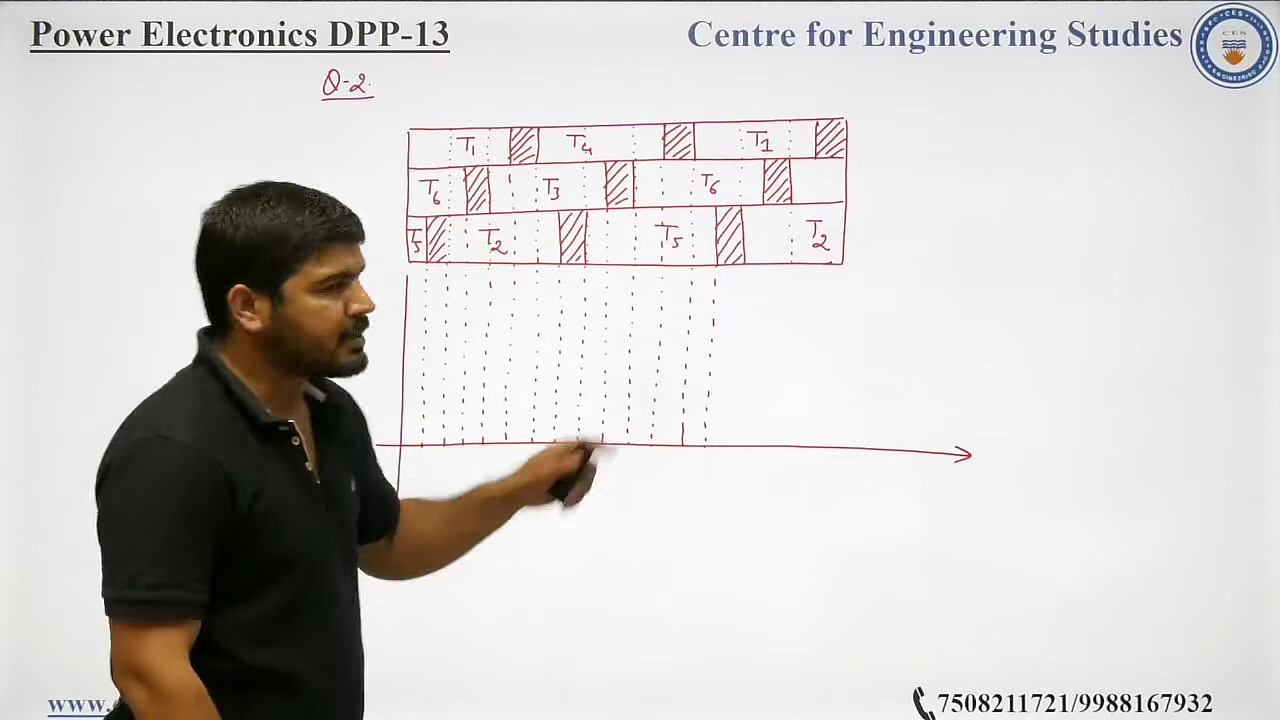 Power Electronics DPP-13
Centre for Engineering Studies
CES
Q-2.
T1 T4 T1
T6 T3 T6
T5 T2 T5 T2
www.
7508211721/9988167932